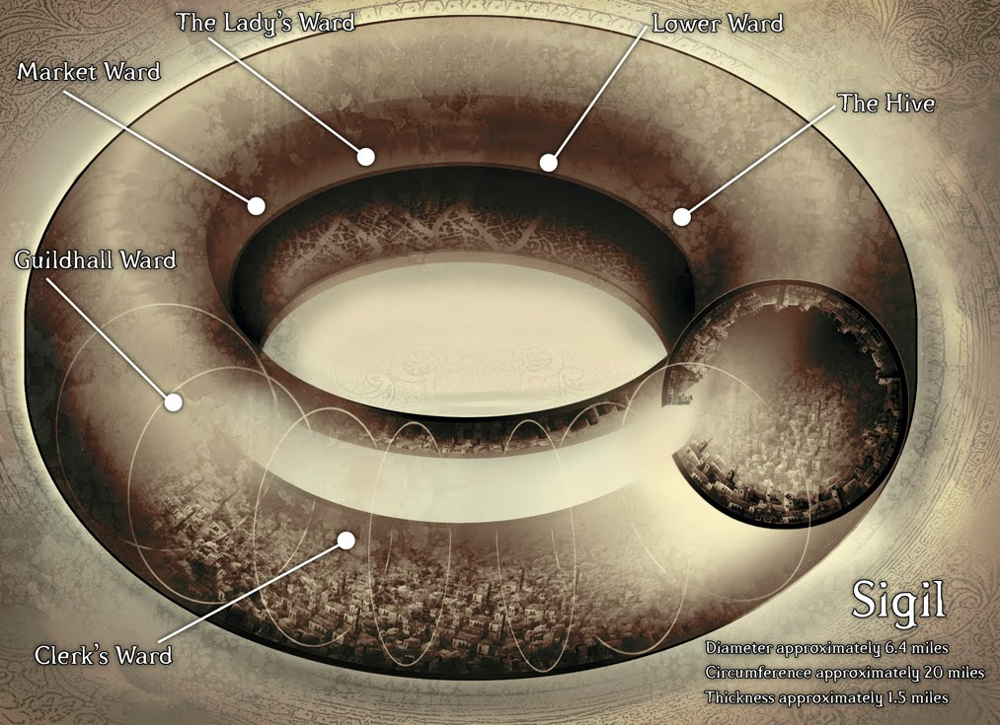 The Lady's Ward
Lower Ward
Market Ward
The Hive
Guildhall Ward
Clerk's Ward
Sigil
Diameter approximately 6.4 miles
Circumference approximately 20 miles
Thickness approximately 1.5 miles